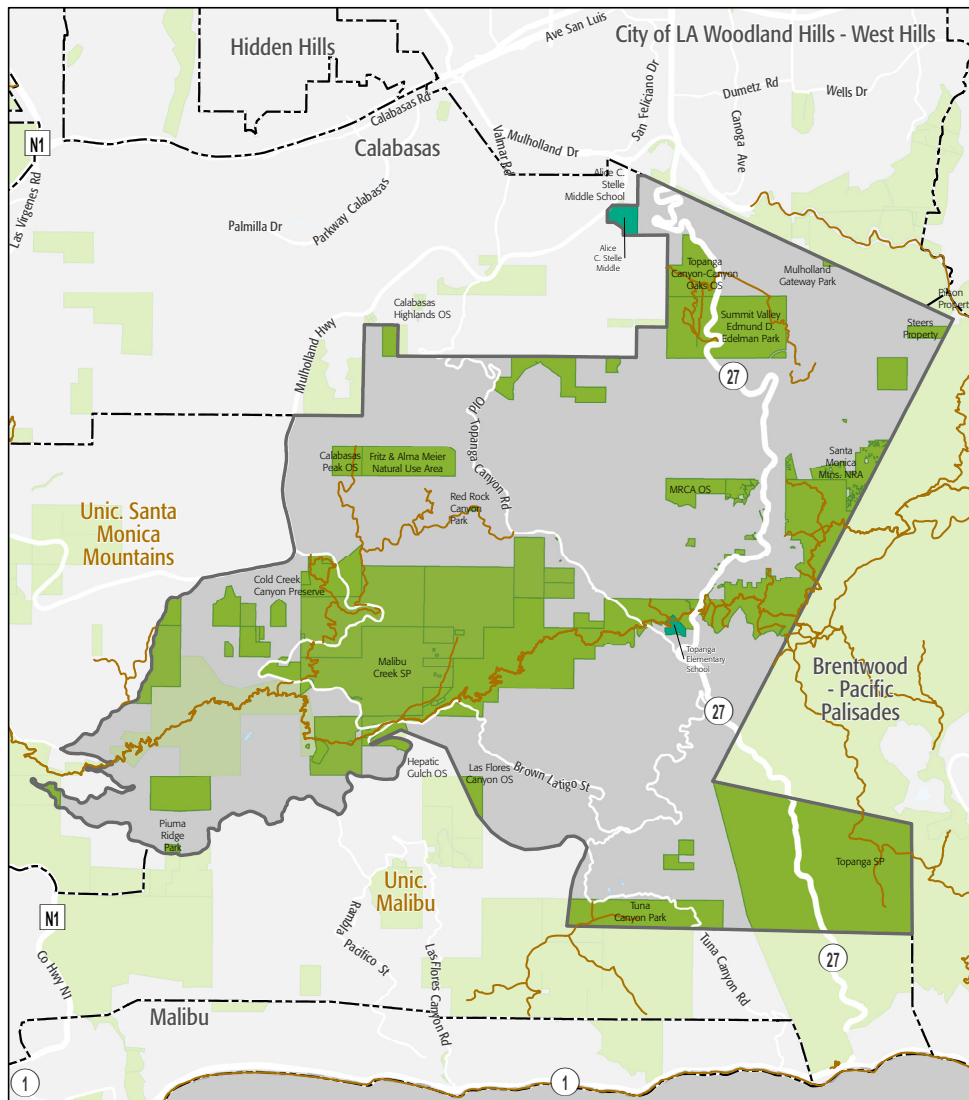 Hidden Hills
Ave San Luis
City of LA Woodland Hills - West Hills
Calabasas Rd
San Feliciano Dr
Dumetz Rd
Wells Dr
Canoga Ave
N1
Calabasas
Valmar Rd
Mulholland Dr
Las Virgenes Rd
Alice C.
Stelle
Middle School
Parkway Calabasas
Palmilla Dr
Alice
C. Stelle
Middle
Topanga
Canyon-Canyon
Oaks OS
Mulholland
Gateway Park
Pilson
Property
Calabasas
Highlands OS
Summit Valley
Edmund D.
Edelman Park
Steers
Property
Mulholland Hwy
27
Old
Topanga Canyon Rd
Calabasas
Peak OS
Fritz & Alma Meier
Natural Use Area
Santa
Monica
Mtns. NRA
MRCA OS
Red Rock
Canyon
Park
Unic. Santa
Monica
Mountains
Cold Creek
Canyon Preserve
Topanga
Elementary
School
Malibu
Creek SP
Brentwood
- Pacific
Palisades
27
Hepatic
Gulch OS
Las Flores
Canyon OS
Brown Latigo St
Piuma
Ridge
Park
Topanga SP
Unic.
Malibu
Tuna
Canyon Park
N1
Rambla
Pacifico St
Las Flores Canyon Rd
Tuna Canyon Rd
27
Co Hwy N1
Malibu
1
1